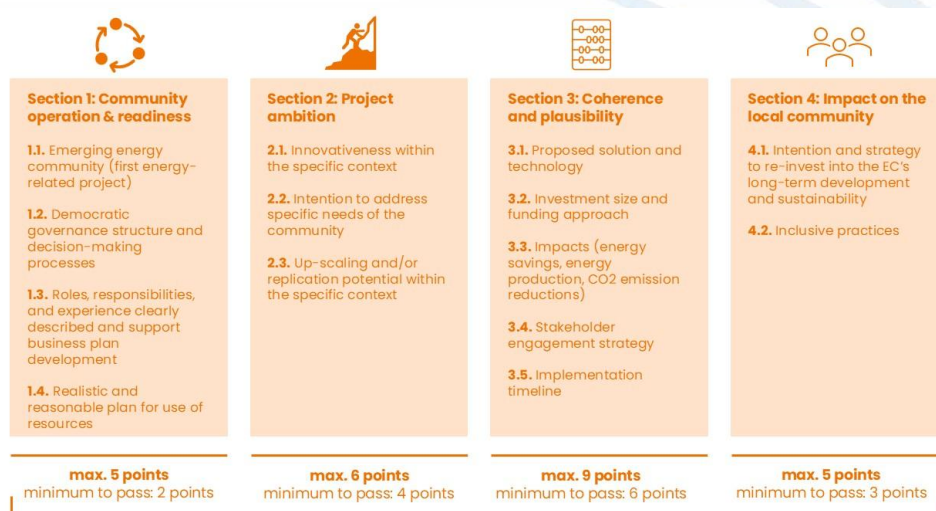 Section 1: Community
operation & readiness
1.1. Emerging energy
community (first energy-
related project)
1.2. Democratic
governance structure and
decision-making
processes
1.3. Roles, responsibilities,
and experience clearly
described and support
business plan
development
1.4. Realistic and
reasonable plan for use of
resources
max. 5 points
minimum to pass: 2 points
Section 2: Project
ambition
2.1. Innovativeness within
the specific context
2.2. Intention to address
specific needs of the
community
2.3. Up-scaling and/or
replication potential within
the specific context
max. 6 points
minimum to pass: 4 points
Section 3: Coherence
and plausibility
3.1. Proposed solution and
technology
3.2. Investment size and
funding approach
3.3. Impacts (energy
savings, energy
production, CO2 emission
reductions)
3.4. Stakeholder
engagement strategy
3.5. Implementation
timeline
max. 9 points
minimum to pass: 6 points
Section 4: Impact on the
local community
4.1. Intention and strategy
to re-invest into the EC's
long-term development
and sustainability
4.2. Inclusive practices
max. 5 points
minimum to pass: 3 points